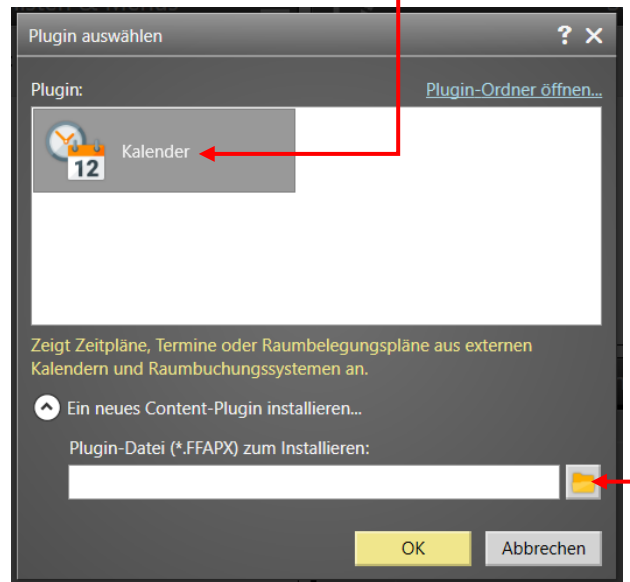 Plugin auswählen ? X
Plugin: Plugin-Ordner öffnen...
Kalender
12
Zeigt Zeitpläne, Termine oder Raumbelegungspläne aus externen
Kalendern und Raumbuchungssystemen an.
Ein neues Content-Plugin installieren...
Plugin-Datei (*.FFAPX) zum Installieren:
OK Abbrechen